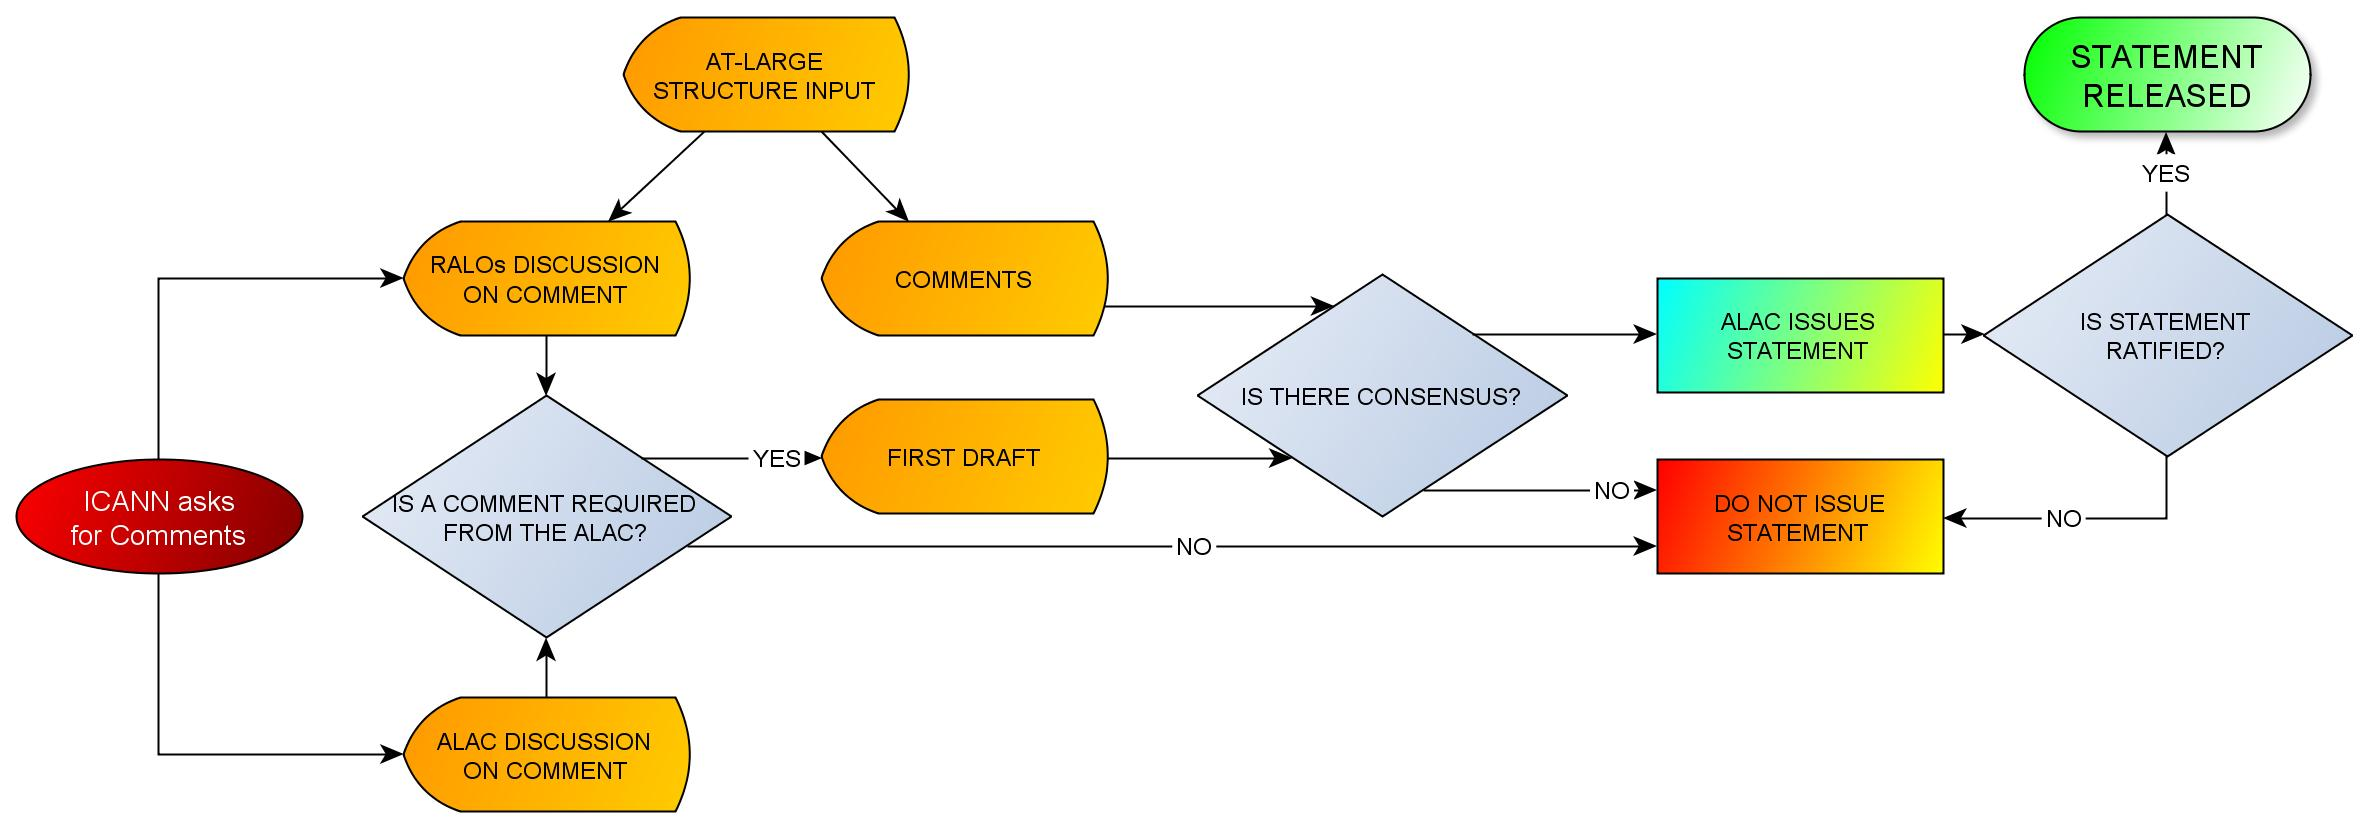 AT-LARGE
STRUCTURE INPUT
STATEMENT
RELEASED
YES
RALOs DISCUSSION
ON COMMENT
COMMENTS
ALAC ISSUES
STATEMENT
IS STATEMENT
RATIFIED?
IS THERE CONSENSUS?
YES
FIRST DRAFT
ICANN asks
for Comments
IS A COMMENT REQUIRED
FROM THE ALAC?
NO
DO NOT ISSUE
STATEMENT
NO
NO
ALAC DISCUSSION
ON COMMENT